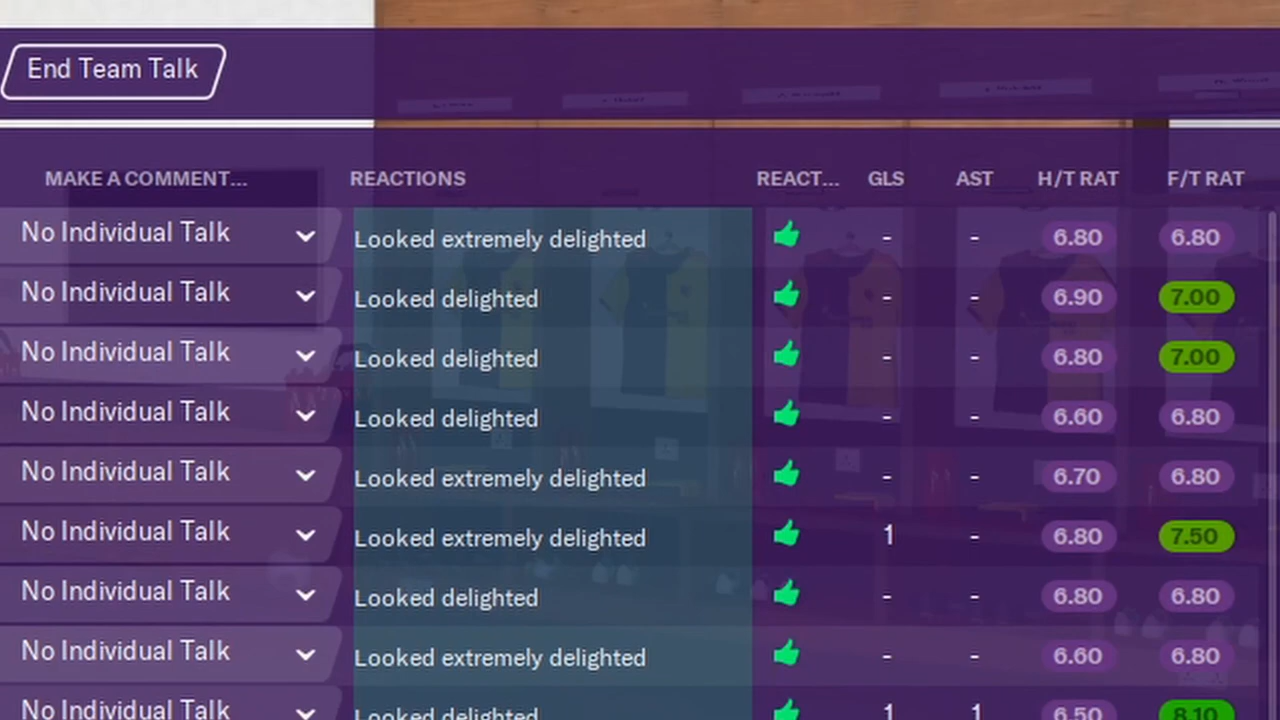 End Team Talk
MAKE A COMMENT... REACTIONS REACT... GLS AST H/T RAT F/T RAT
No Individual Talk Looked extremely delighted - - 6.80 6.80
No Individual Talk Looked delighted - - 6.90 7.00
No Individual Talk Looked delighted - - 6.80 7.00
No Individual Talk Looked delighted - - 6.60 6.80
No Individual Talk Looked extremely delighted - - 6.70 6.80
No Individual Talk Looked extremely delighted 1 - 6.80 7.50
No Individual Talk Looked delighted - - 6.80 6.80
No Individual Talk Looked extremely delighted - - 6.60 6.80
No Individual Talk Looked delighted 1 1 6.50 8.10